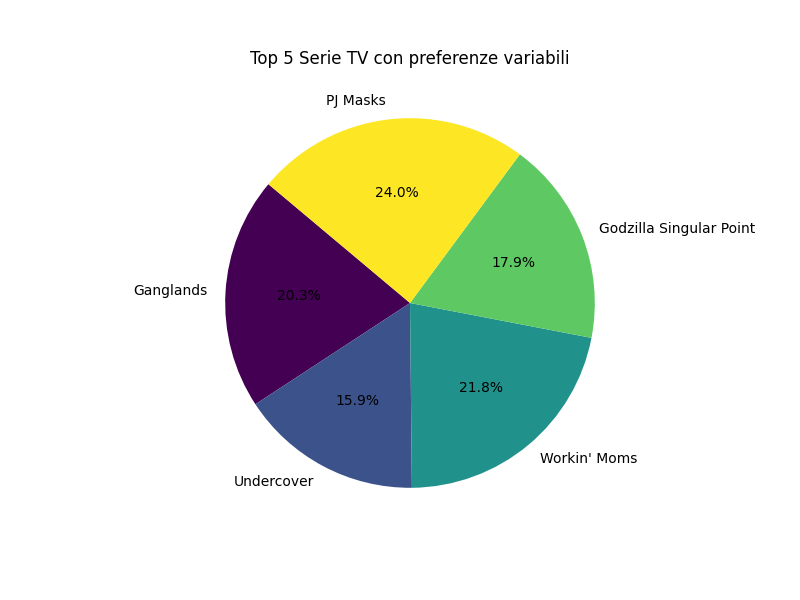 Top 5 Serie TV con preferenze variabili
PJ Masks
24.0%
Godzilla Singular Point
17.9%
Ganglands
20.3%
21.8%
15.9%
Workin' Moms
Undercover